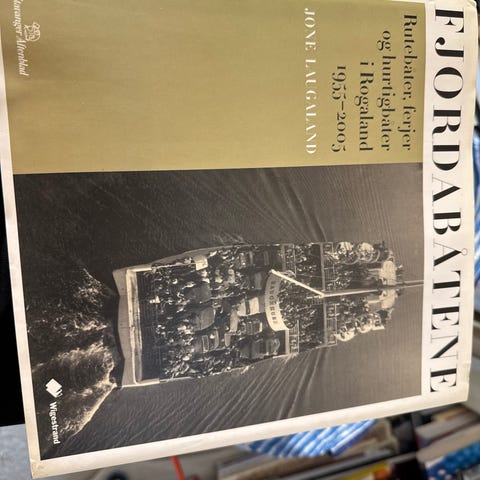 FJORDABÅTENE
Rutebåter, ferjer
og hurtigbåter
i Rogaland
1955–2005
JONE LAUGALAND
Stavanger Aftenblad
Wigestrand